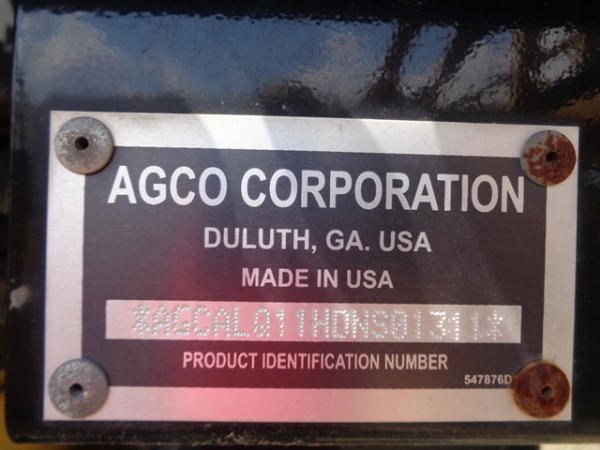 AGCO CORPORATION
DULUTH, GA. USA
MADE IN USA
*AGCAL011HDNS01311*
PRODUCT IDENTIFICATION NUMBER
547876D